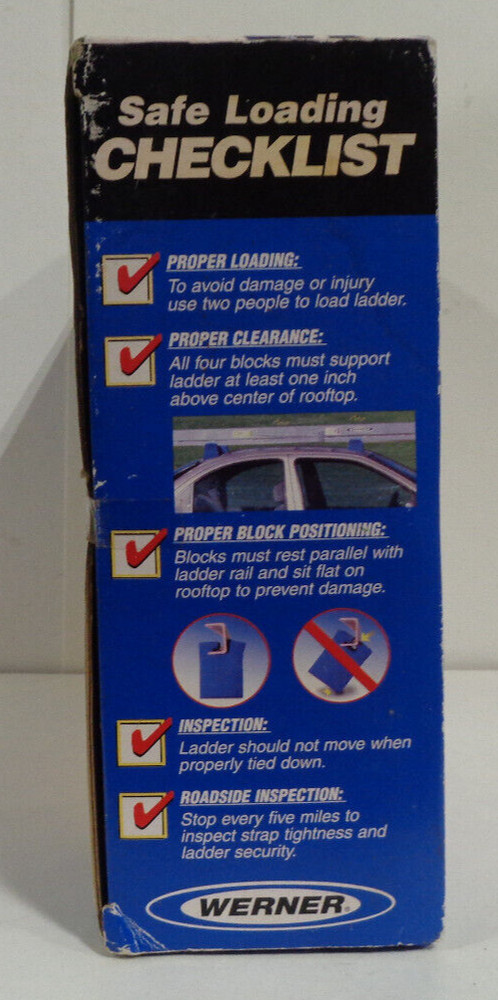 Safe Loading
CHECKLIST
PROPER LOADING:
To avoid damage or injury
use two people to load ladder.
PROPER CLEARANCE:
All four blocks must support
ladder at least one inch
above center of rooftop.
PROPER BLOCK POSITIONING:
Blocks must rest parallel with
ladder rail and sit flat on
rooftop to prevent damage.
INSPECTION:
Ladder should not move when
properly tied down.
ROADSIDE INSPECTION:
Stop every five miles to
inspect strap tightness and
ladder security.
WERNER®